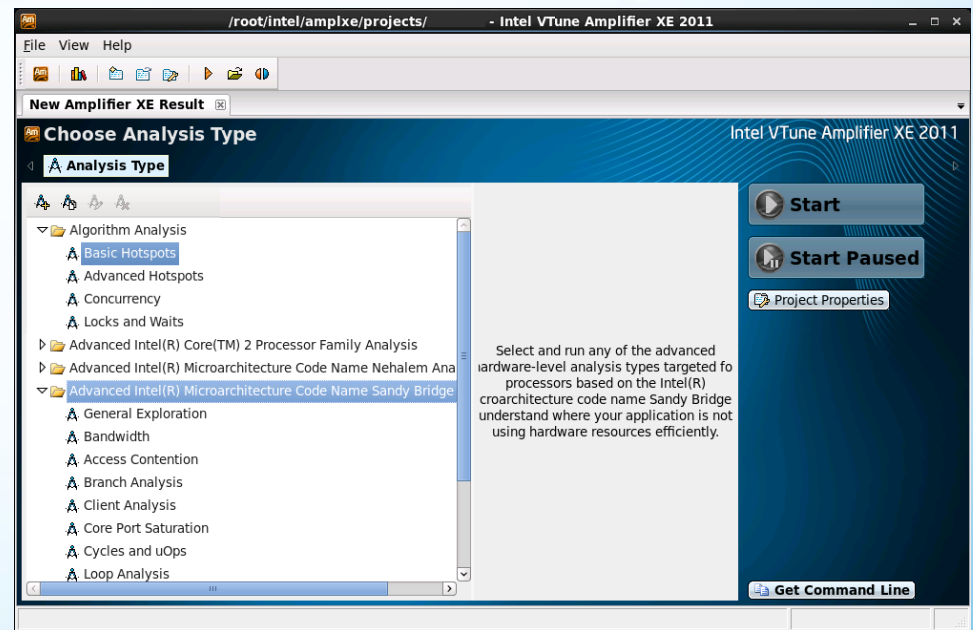 /root/intel/amplxe/projects/ - Intel VTune Amplifier XE 2011
File View Help
New Amplifier XE Result
Choose Analysis Type
Intel VTune Amplifier XE 2011
Analysis Type
Algorithm Analysis
Basic Hotspots
Advanced Hotspots
Concurrency
Locks and Waits
Advanced Intel(R) Core(TM) 2 Processor Family Analysis
Advanced Intel(R) Microarchitecture Code Name Nehalem Ana
Advanced Intel(R) Microarchitecture Code Name Sandy Bridge
General Exploration
Bandwidth
Access Contention
Branch Analysis
Client Analysis
Core Port Saturation
Cycles and uOps
Loop Analysis
Select and run any of the advanced
ardware-level analysis types targeted fo
processors based on the Intel(R)
croarchitecture code name Sandy Bridge
understand where your application is not
using hardware resources efficiently.
Start
Start Paused
Project Properties
Get Command Line